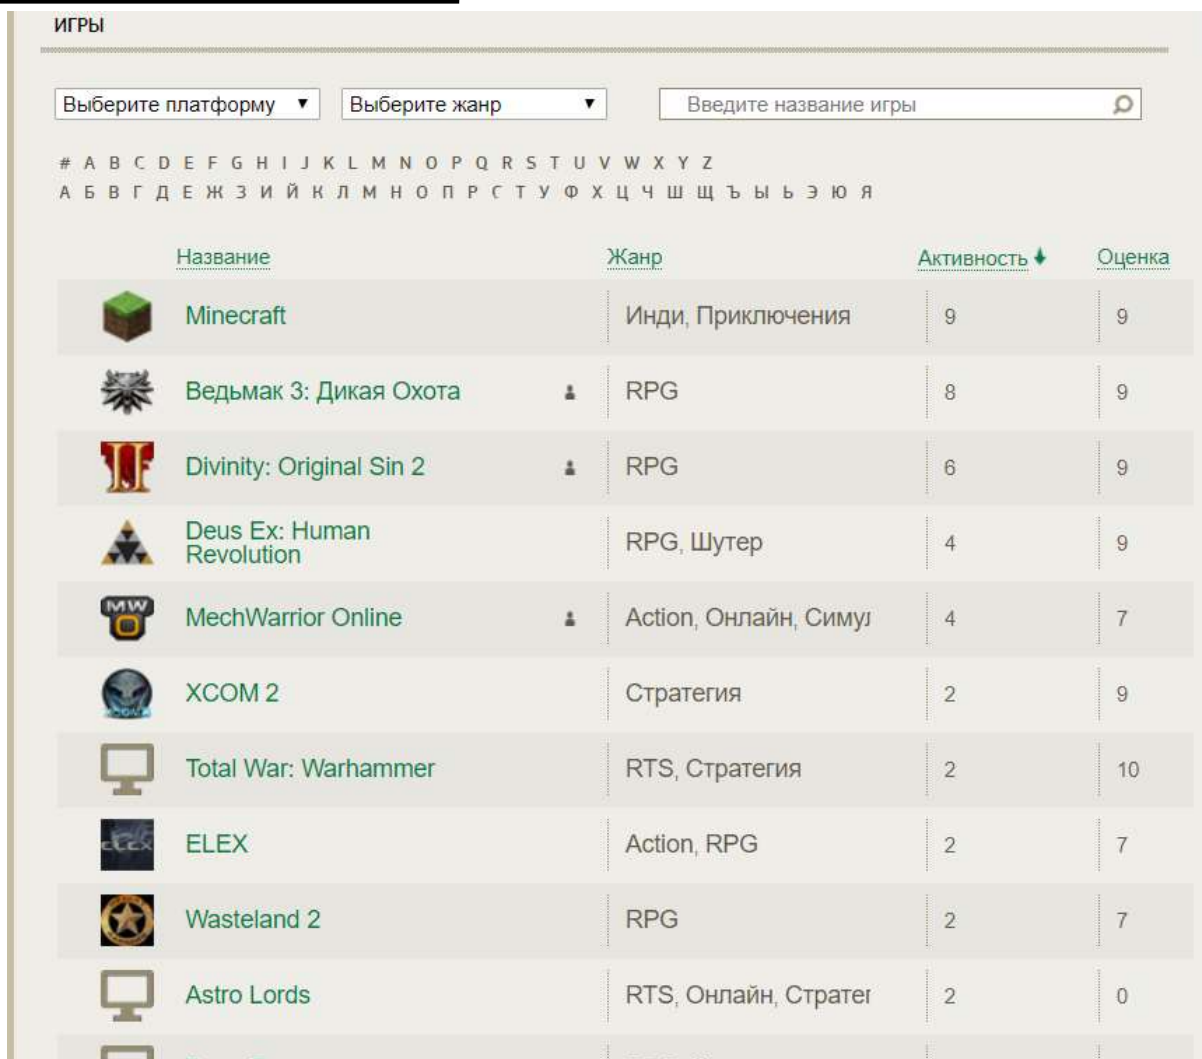 ИГРЫ
Выберите платформу Выберите жанр Введите название игры
# A B C D E F G H I J K L M N O P Q R S T U V W X Y Z
А Б В Г Д Е Ж З И Й К Л М Н О П Р С Т У Ф Х Ц Ч Ш Щ Ъ Ы Ь Э Ю Я
Название Жанр Активность Оценка
Minecraft Инди, Приключения 9 9
Ведьмак 3: Дикая Охота RPG 8 9
Divinity: Original Sin 2 RPG 6 9
Deus Ex: Human
Revolution RPG, Шутер 4 9
MW
MechWarrior Online Action, Онлайн, Симул 4 7
XCOM 2 Стратегия 2 9
Total War: Warhammer RTS, Стратегия 2 10
ELEX ELEX Action, RPG 2 7
Wasteland 2 RPG 2 7
Astro Lords RTS, Онлайн, Стратег 2 0